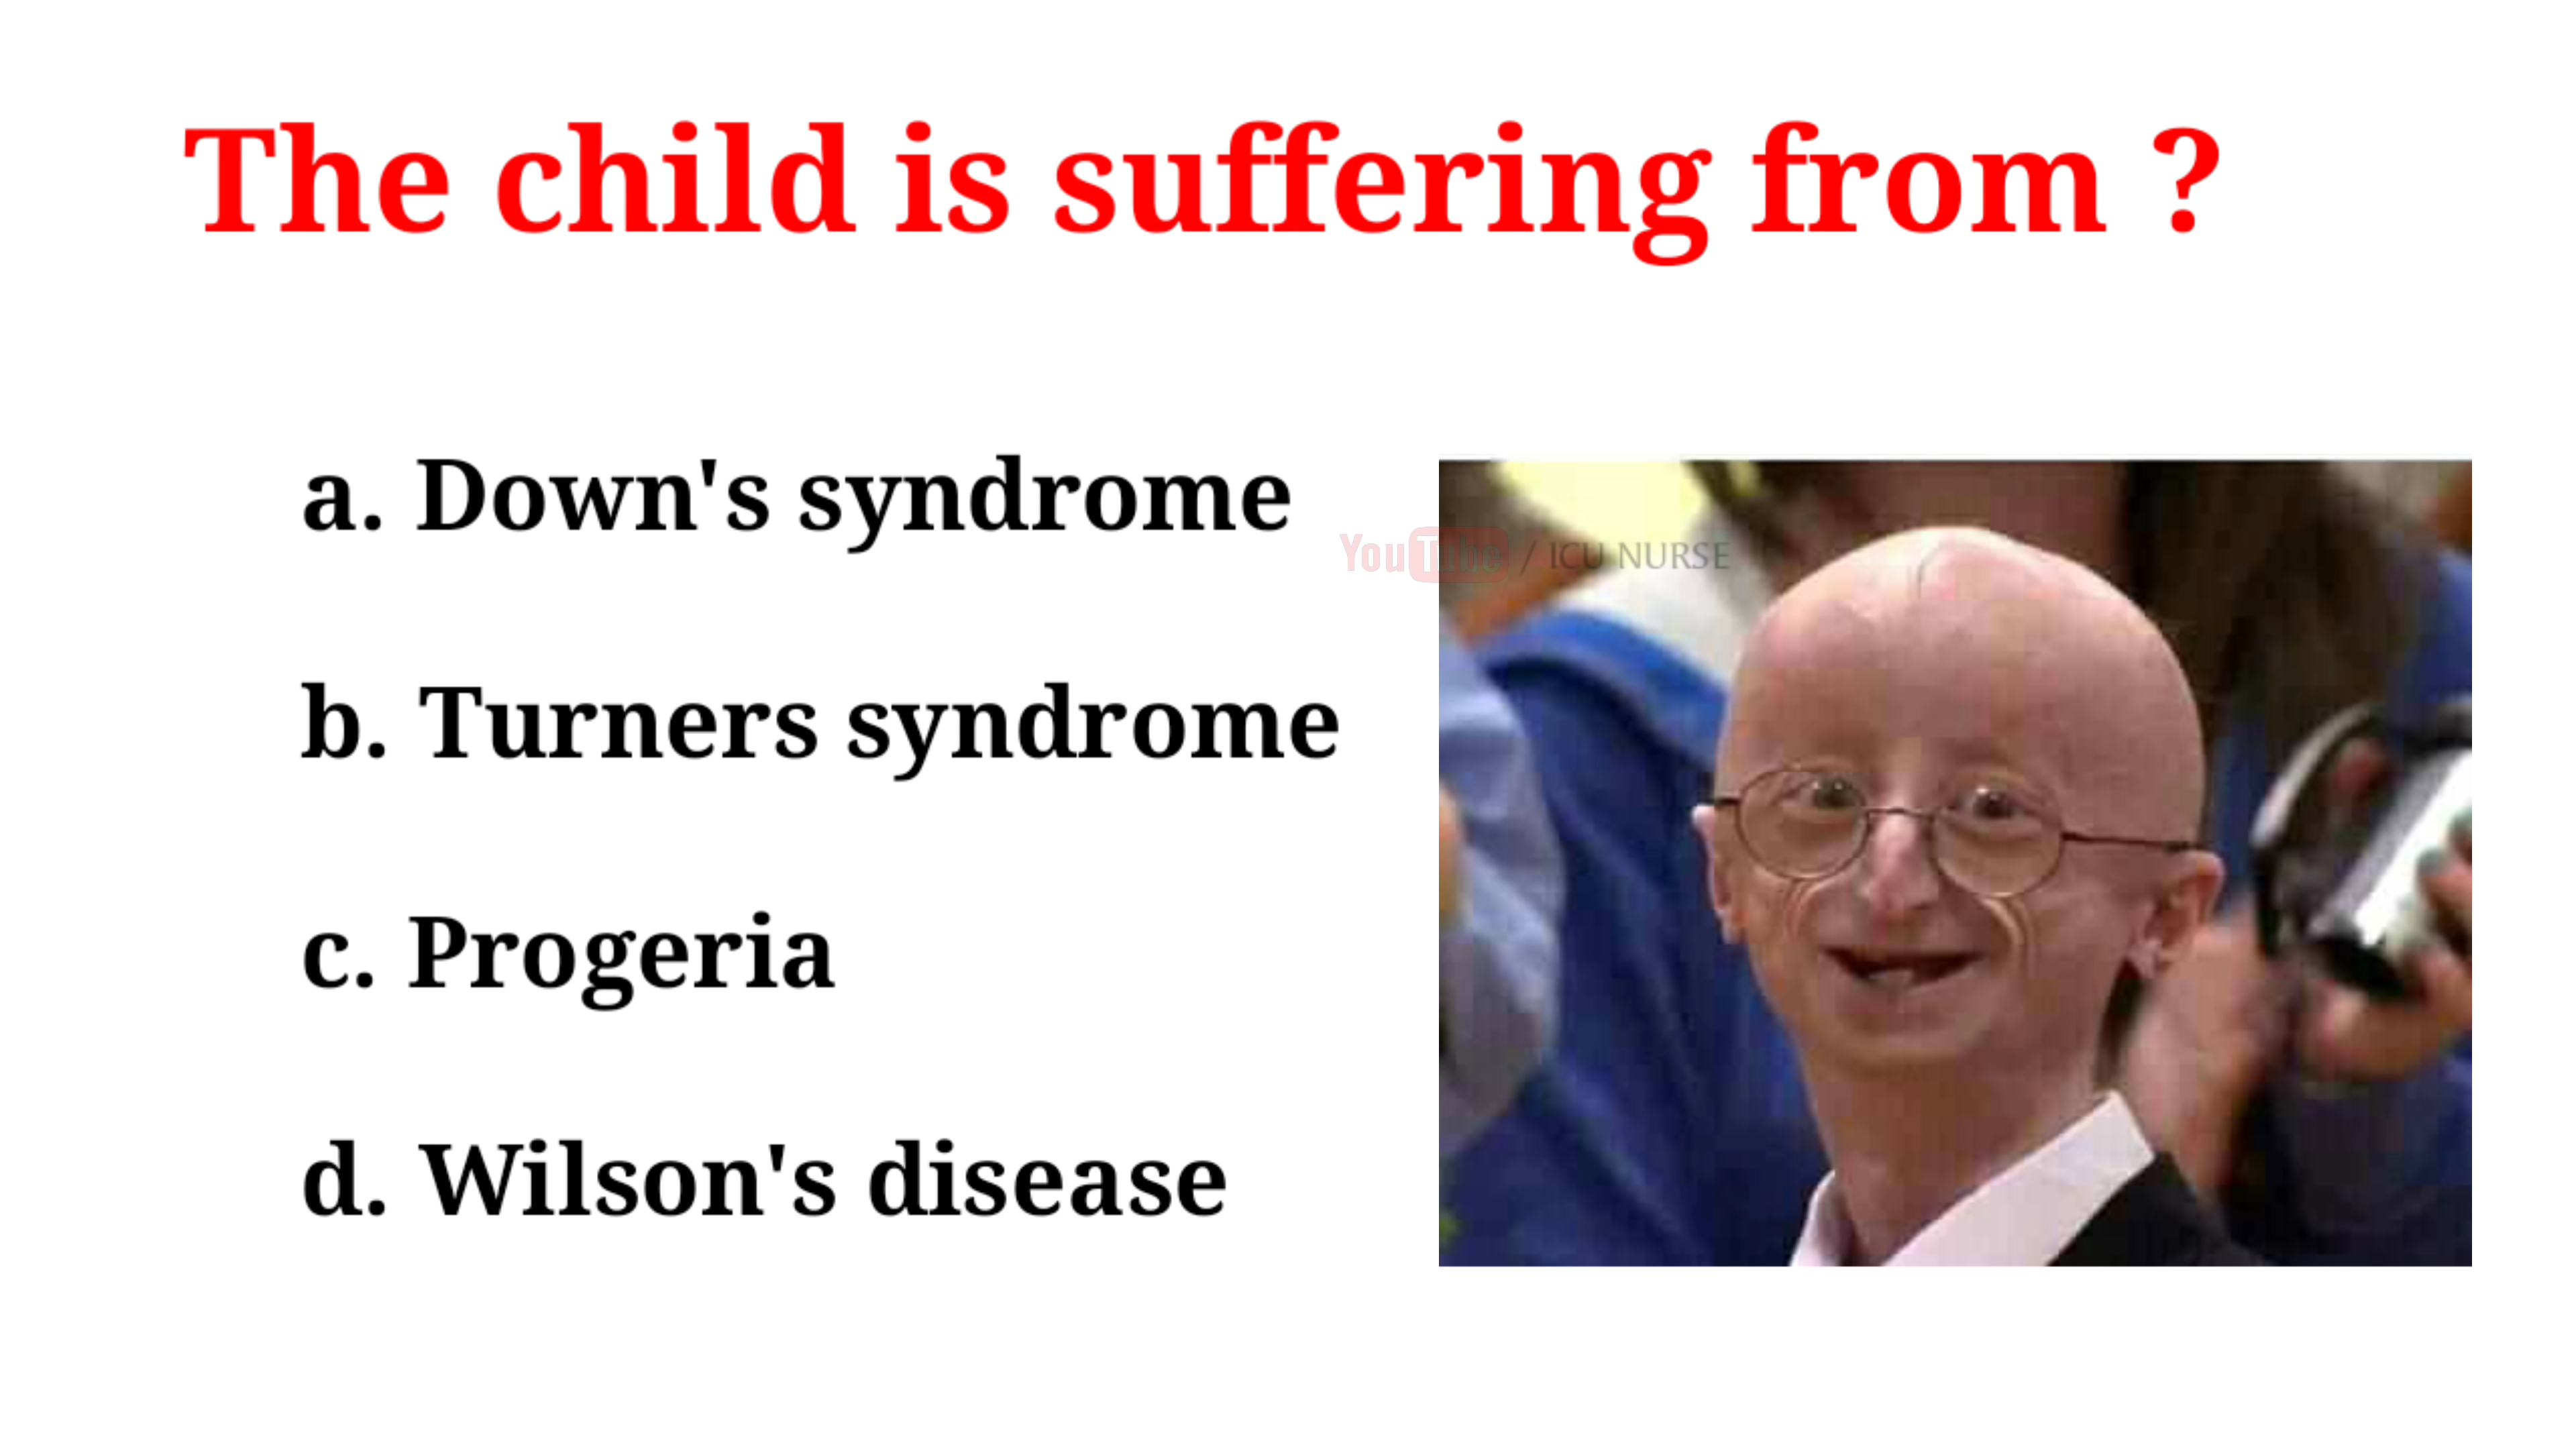 The child is suffering from ?
a. Down's syndrome
YouTube / ICU NURSE
b. Turners syndrome
c. Progeria
d. Wilson's disease